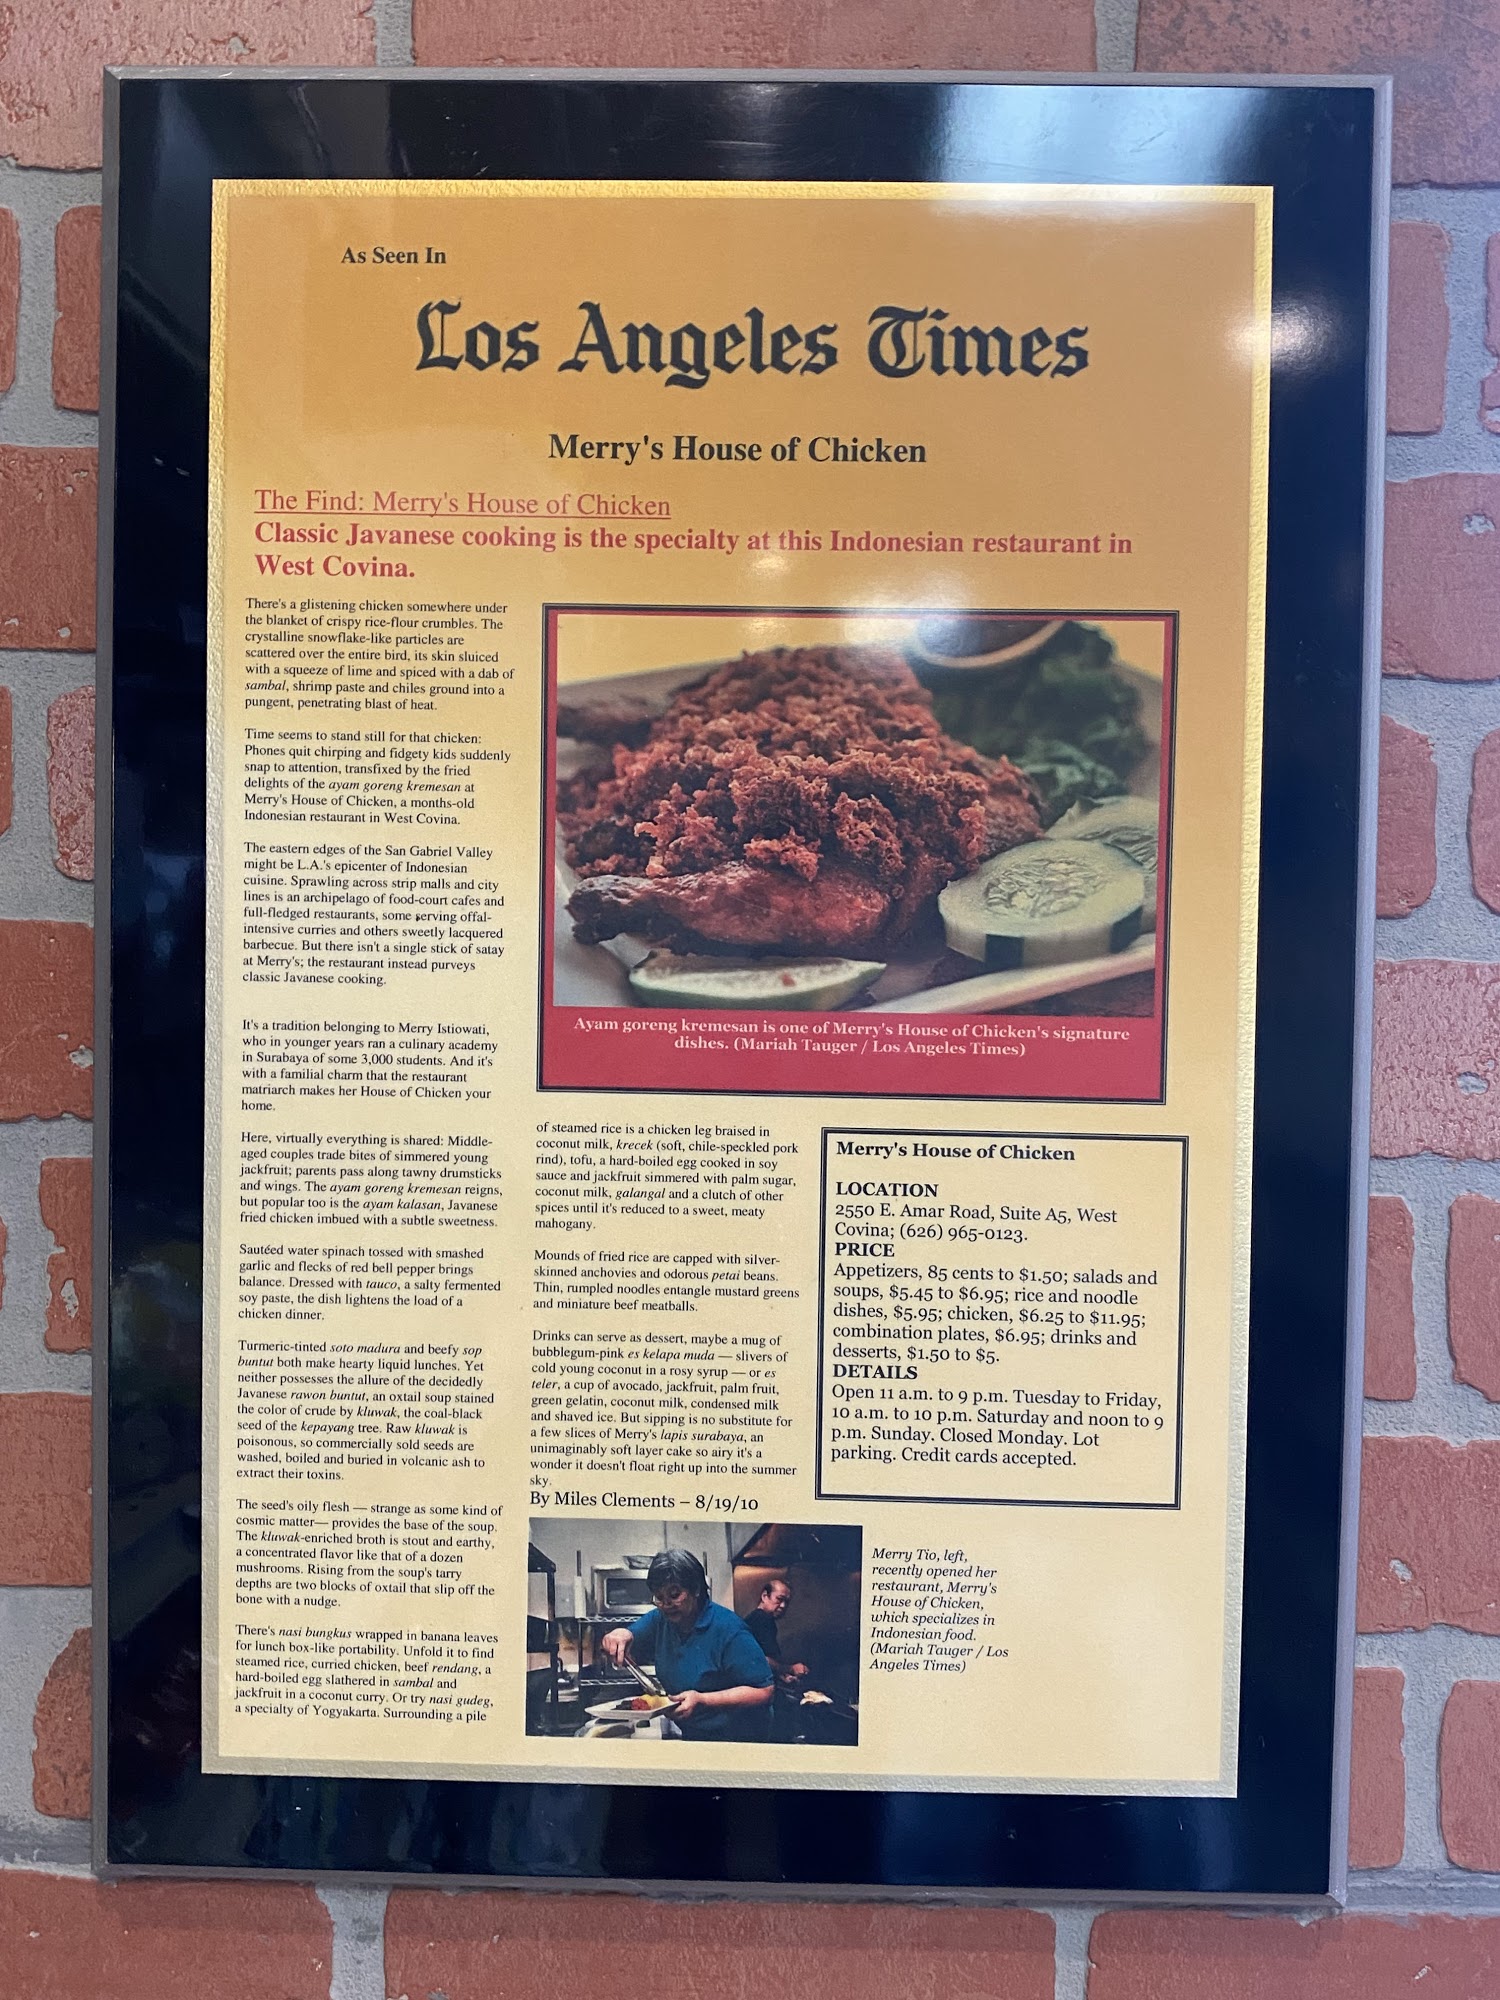 As Seen In
Los Angeles Times
Merry's House of Chicken
The Find: Merry's House of Chicken
Classic Javanese cooking is the specialty at this Indonesian restaurant in
West Covina.
There's a glistening chicken somewhere under
the blanket of crispy rice-flour crumbles. The
crystalline snowflake-like particles are
scattered over the entire bird, its skin sluiced
with a squeeze of lime and spiced with a dab of
sambal, shrimp paste and chiles ground into a
pungent, penetrating blast of heat.
Time seems to stand still for that chicken:
Phones quit chirping and fidgety kids suddenly
snap to attention, transfixed by the fried
delights of the ayam goreng kremesan at
Merry's House of Chicken, a months-old
Indonesian restaurant in West Covina.
The eastern edges of the San Gabriel Valley
might be L.A.'s epicenter of Indonesian
cuisine. Sprawling across strip malls and city
lines is an archipelago of food-court cafes and
full-fledged restaurants, some serving offal-
intensive curries and others sweetly lacquered
barbecue. But there isn't a single stick of satay
at Merry's; the restaurant instead purveys
classic Javanese cooking.
It's a tradition belonging to Merry Istiowati,
who in younger years ran a culinary academy
in Surabaya of some 3,000 students. And it's
with a familial charm that the restaurant
matriarch makes her House of Chicken your
home.
Here, virtually everything is shared: Middle-
aged couples trade bites of simmered young
jackfruit; parents pass along tawny drumsticks
and wings. The ayam goreng kremesan reigns,
but popular too is the ayam kalasan, Javanese
fried chicken imbued with a subtle sweetness.
Sautéed water spinach tossed with smashed
garlic and flecks of red bell pepper brings
balance. Dressed with tauco, a salty fermented
soy paste, the dish lightens the load of a
chicken dinner.
Turmeric-tinted soto madura and beefy sop
buntut both make hearty liquid lunches. Yet
neither possesses the allure of the decidedly
Javanese rawon buntut, an oxtail soup stained
the color of crude by kluwak, the coal-black
seed of the kepayang tree. Raw kluwak is
poisonous, so commercially sold seeds are
washed, boiled and buried in volcanic ash to
extract their toxins.
The seed's oily flesh — strange as some kind of
cosmic matter— provides the base of the soup.
The kluwak-enriched broth is stout and earthy,
a concentrated flavor like that of a dozen
mushrooms. Rising from the soup's tarry
depths are two blocks of oxtail that slip off the
bone with a nudge.
There's nasi bungkus wrapped in banana leaves
for lunch box-like portability. Unfold it to find
steamed rice, curried chicken, beef rendang, a
hard-boiled egg slathered in sambal and
jackfruit in a coconut curry. Or try nasi gudeg,
a specialty of Yogyakarta. Surrounding a pile
Ayam goreng kremesan is one of Merry's House of Chicken's signature
dishes. (Mariah Tauger / Los Angeles Times)
of steamed rice is a chicken leg braised in
coconut milk, krecek (soft, chile-speckled pork
rind), tofu, a hard-boiled egg cooked in soy
sauce and jackfruit simmered with palm sugar,
coconut milk, galangal and a clutch of other
spices until it's reduced to a sweet, meaty
mahogany.
Mounds of fried rice are capped with silver-
skinned anchovies and odorous petai beans.
Thin, rumpled noodles entangle mustard greens
and miniature beef meatballs.
Drinks can serve as dessert, maybe a mug of
bubblegum-pink es kelapa muda — slivers of
cold young coconut in a rosy syrup — or es
teler, a cup of avocado, jackfruit, palm fruit,
green gelatin, coconut milk, condensed milk
and shaved ice. But sipping is no substitute for
a few slices of Merry's lapis surabaya, an
unimaginably soft layer cake so airy it's a
wonder it doesn't float right up into the summer
sky.
By Miles Clements – 8/19/10
Merry's House of Chicken
LOCATION
2550 E. Amar Road, Suite A5, West
Covina; (626) 965-0123.
PRICE
Appetizers, 85 cents to $1.50; salads and
soups, $5.45 to $6.95; rice and noodle
dishes, $5.95; chicken, $6.25 to $11.95;
combination plates, $6.95; drinks and
desserts, $1.50 to $5.
DETAILS
Open 11 a.m. to 9 p.m. Tuesday to Friday,
10 a.m. to 10 p.m. Saturday and noon to 9
p.m. Sunday. Closed Monday. Lot
parking. Credit cards accepted.
Merry Tio, left,
recently opened her
restaurant, Merry's
House of Chicken,
which specializes in
Indonesian food.
(Mariah Tauger / Los
Angeles Times)